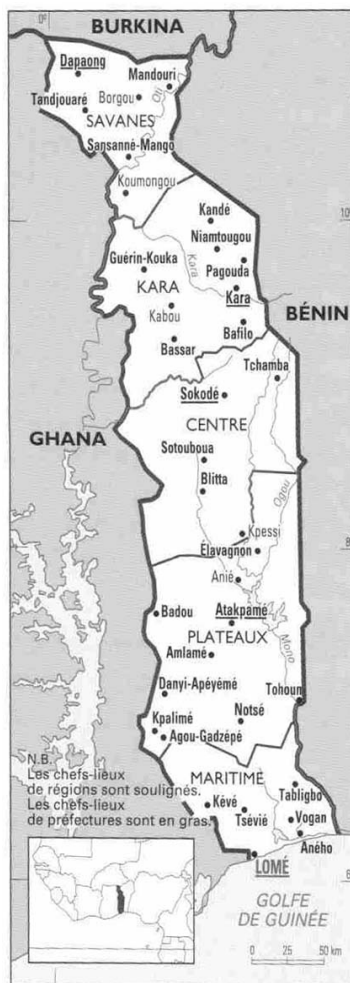 0°
BURKINA
Dapaong
Mandouri
Borgou
Oti
Tandjouaré
SAVANES
Sansanné-Mango
Koumongou
Kandé
10°
Niamtougou
Guérin-Kouka
Kara
Pagouda
KARA
Kara
Kabou
BÉNIN
Bafilo
Bassar
Tchamba
Sokodé
CENTRE
GHANA
Sotouboua
Blitta
Ogou
Kpessi
Élavagnon
8°
Anié
Badou
Atakpamé
PLATEAUX
Mono
Amlamé
Danyi-Apéyémé
Tohoun
Notsé
Kpalimé
Agou-Gadzépé
N.B.
Les chefs-lieux
de régions sont soulignés.
Les chefs-lieux
de préfectures sont en gras.
MARITIME
Tabligbo
Kévé
Tsévié
Vogan
Aného
LOMÉ
GOLFE
DE GUINÉE
0 25 50 km